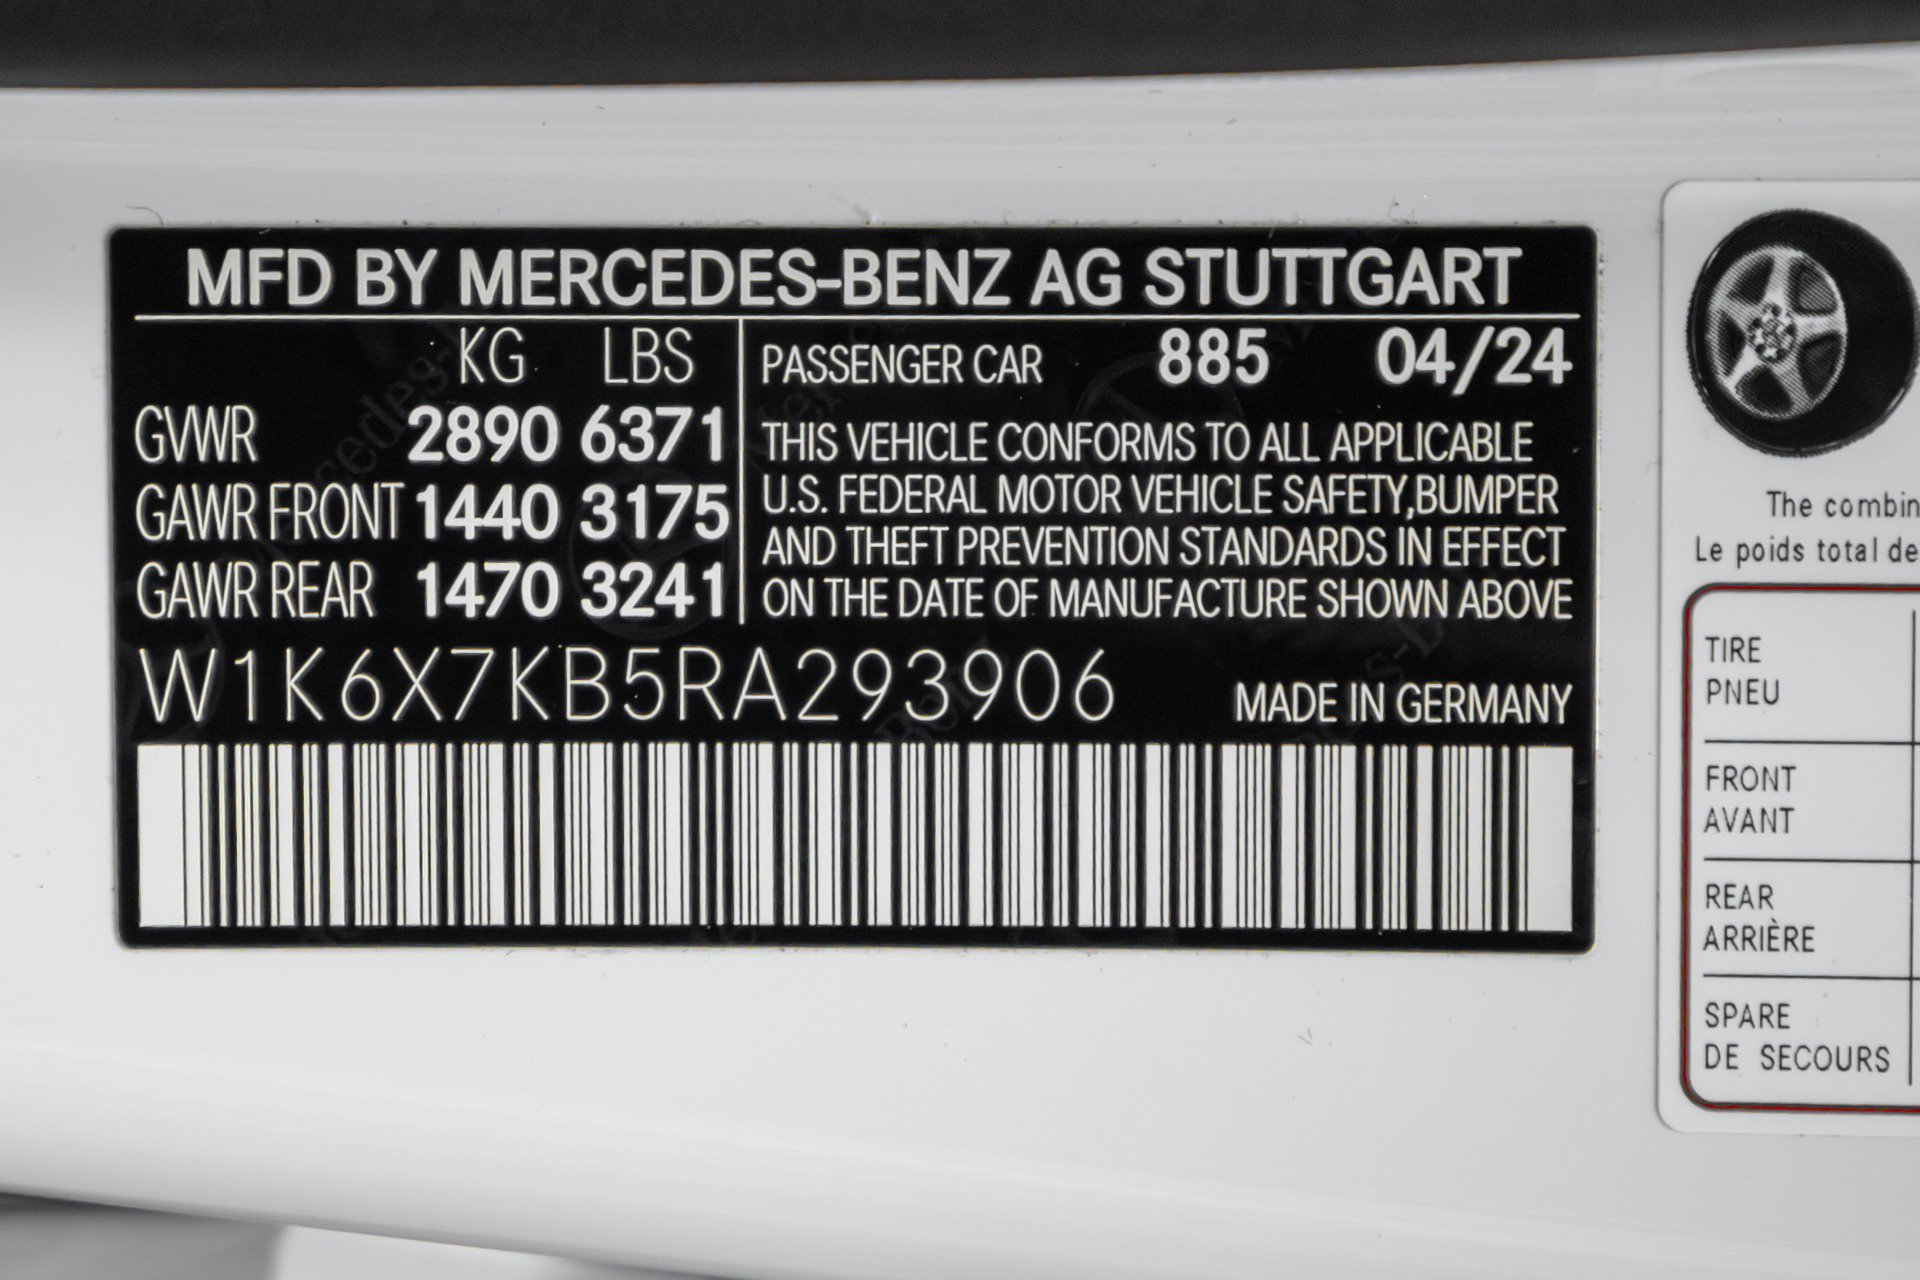 MFD BY MERCEDES-BENZ AG STUTTGART
KG LBS
GVWR 2890 6371
GAWR FRONT 1440 3175
GAWR REAR 1470 3241
PASSENGER CAR 885 04/24
THIS VEHICLE CONFORMS TO ALL APPLICABLE
U.S. FEDERAL MOTOR VEHICLE SAFETY,BUMPER
AND THEFT PREVENTION STANDARDS IN EFFECT
ON THE DATE OF MANUFACTURE SHOWN ABOVE
W1K6X7KB5RA293906
MADE IN GERMANY
The combin
Le poids total de
TIRE
PNEU
FRONT
AVANT
REAR
ARRIÈRE
SPARE
DE SECOURS